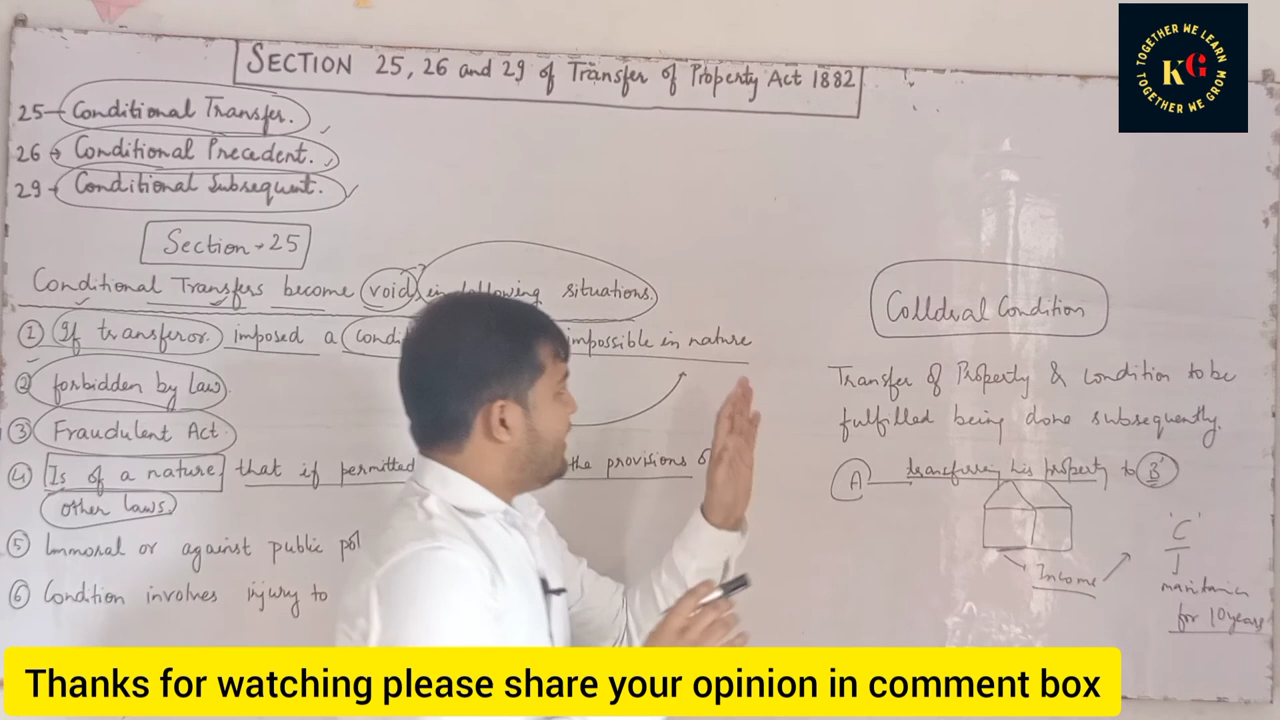 SECTION 25, 26 and 29 of Transfer of Property Act 1882
TOGETHER WE LEARN
KG
TOGETHER WE GROW
25 Conditional Transfer.
26 → Conditional Precedent.
29 → Conditional Subsequent.
Section - 25
Conditional Transfers become void in following situations.
① If transferor imposed a impossible in nature
② forbidden by law.
③ Fraudulent Act.
④ Is of a nature that if permitted the provisions
other laws.
⑤ Immoral or against public
⑥ Condition involves injury to
Colldoral Condition
Transfer of Property & condition to be
fulfilled being done subsequently.
A transferring his property to 'B'
'C'
Income
for 10 years
Thanks for watching please share your opinion in comment box